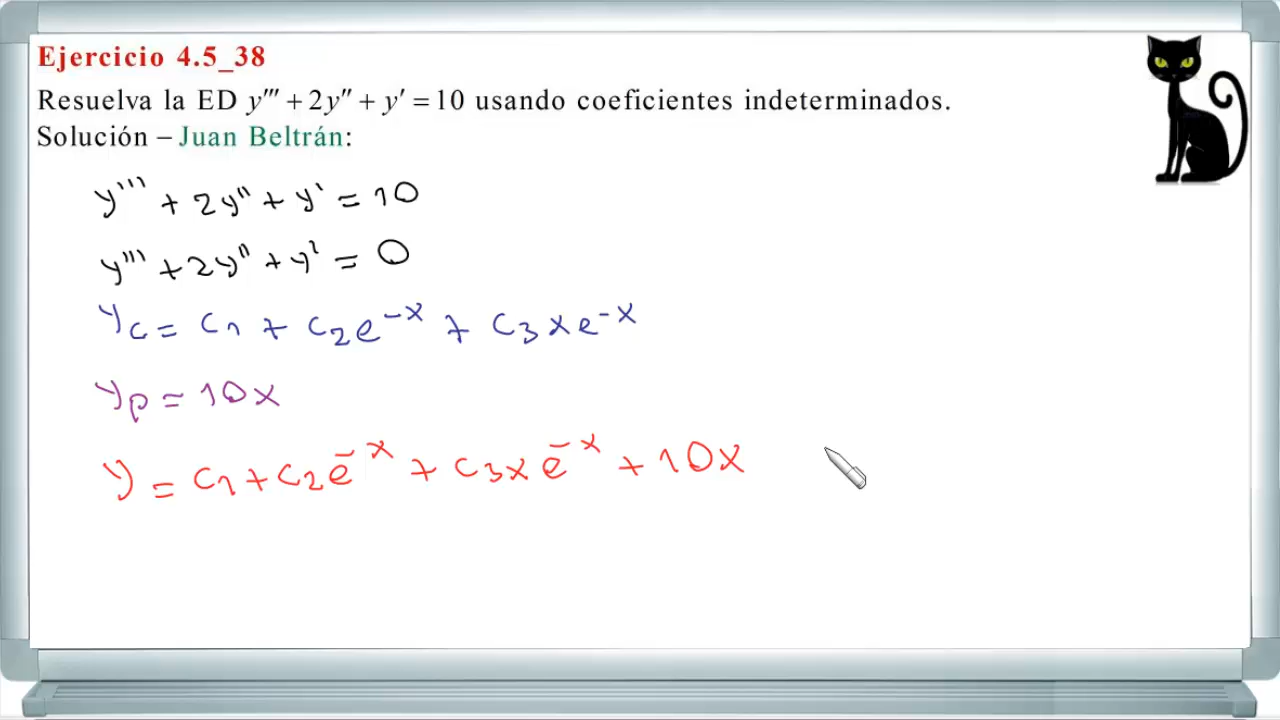 Ejercicio 4.5_38
Resuelva la ED y‴ + 2y″ + y′ = 10 usando coeficientes indeterminados.
Solución – Juan Beltrán:
y''' + 2y'' + y' = 10
y''' + 2y'' + y' = 0
yc = c1 + c2e^-x + c3xe^-x
yp = 10x
y = c1 + c2e^-x + c3xe^-x + 10x